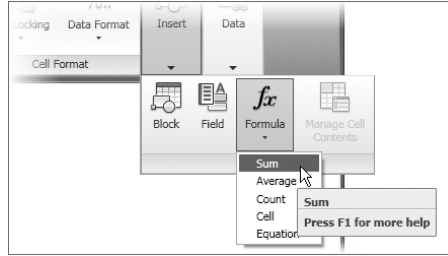 Locking
Data Format
Insert
Data
Cell Format
Block
Field
fx
Formula
Manage Cell
Contents
Sum
Average
Count
Cell
Equation
Sum
Press F1 for more help